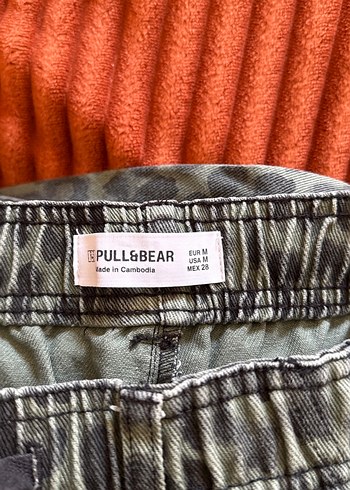 PULL&BEAR
Made in Cambodia
EUR M
USA M
MEX 28